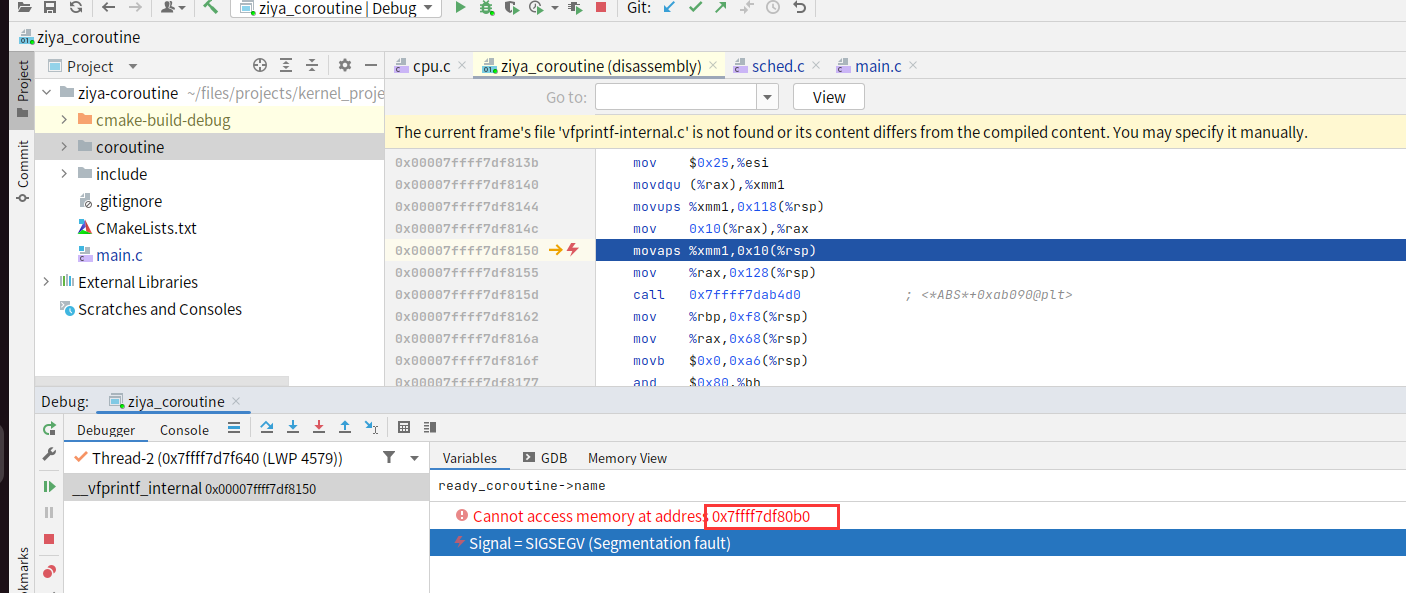 ziya_coroutine | Debug
Git:
ziya_coroutine
Project
cpu.c
ziya_coroutine (disassembly)
sched.c
main.c
Project
Commit
ziya-coroutine ~/files/projects/kernel_proje
cmake-build-debug
coroutine
include
.gitignore
CMakeLists.txt
main.c
External Libraries
Scratches and Consoles
Go to:
View
The current frame's file 'vfprintf-internal.c' is not found or its content differs from the compiled content. You may specify it manually.
0x00007ffff7df813b mov $0x25,%esi
0x00007ffff7df8140 movdqu (%rax),%xmm1
0x00007ffff7df8144 movups %xmm1,0x118(%rsp)
0x00007ffff7df814c mov 0x10(%rax),%rax
0x00007ffff7df8150 movaps %xmm1,0x10(%rsp)
0x00007ffff7df8155 mov %rax,0x128(%rsp)
0x00007ffff7df815d call 0x7ffff7dab4d0 ; <*ABS*+0xab090@plt>
0x00007ffff7df8162 mov %rbp,0xf8(%rsp)
0x00007ffff7df816a mov %rax,0x68(%rsp)
0x00007ffff7df816f movb $0x0,0xa6(%rsp)
0x00007ffff7df8177 and $0x80,%bh
Debug:
ziya_coroutine
Debugger
Console
Thread-2 (0x7ffff7d7f640 (LWP 4579))
__vfprintf_internal 0x00007ffff7df8150
Variables
GDB
Memory View
ready_coroutine->name
Cannot access memory at address 0x7ffff7df80b0
Signal = SIGSEGV (Segmentation fault)